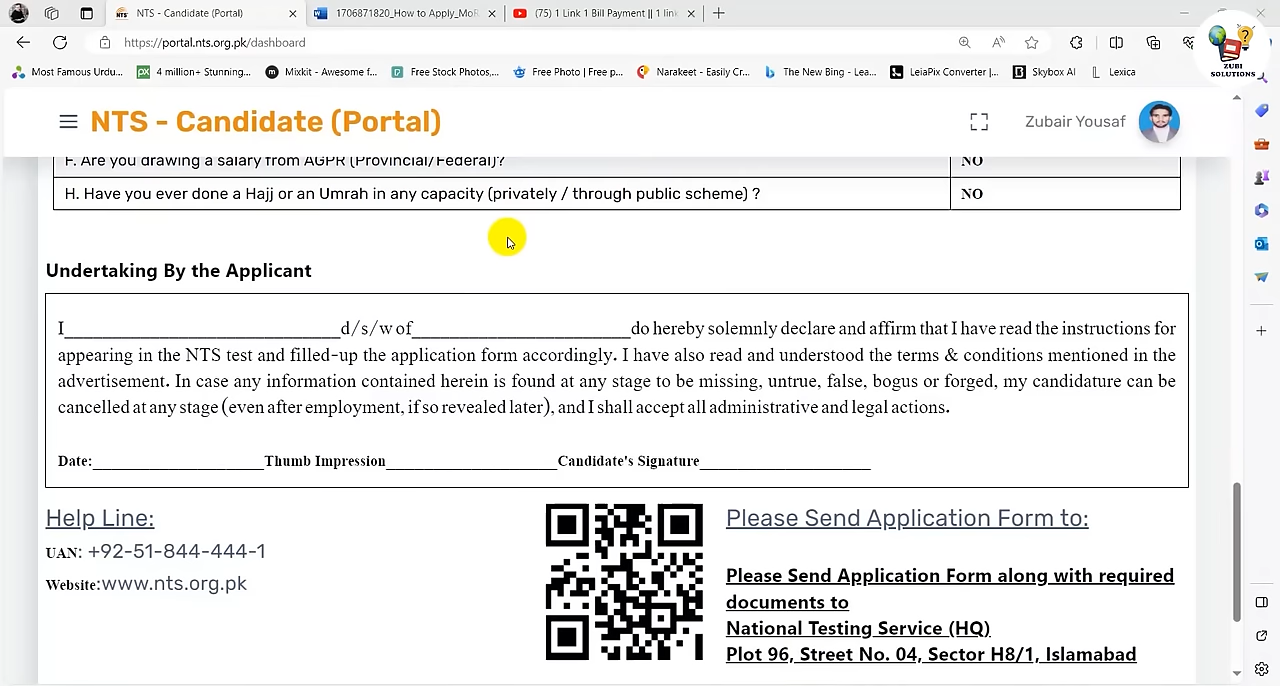 NTS - Candidate (Portal)
1706871820_How to Apply_MoR
(75) 1 Link 1 Bill Payment || 1 link
https://portal.nts.org.pk/dashboard
Most Famous Urdu...
4 million+ Stunning...
Mixkit - Awesome f...
Free Stock Photos,...
Free Photo | Free p...
Narakeet - Easily Cr...
The New Bing - Lea...
LeiaPix Converter |...
Skybox AI
Lexica
ZUBI
SOLUTIONS
NTS - Candidate (Portal)
Zubair Yousaf
F. Are you drawing a salary from AGPR (Provincial/Federal)?
NO
H. Have you ever done a Hajj or an Umrah in any capacity (privately / through public scheme) ?
NO
Undertaking By the Applicant
I____________________________d/s/w of______________________do hereby solemnly declare and affirm that I have read the instructions for
appearing in the NTS test and filled-up the application form accordingly. I have also read and understood the terms & conditions mentioned in the
advertisement. In case any information contained herein is found at any stage to be missing, untrue, false, bogus or forged, my candidature can be
cancelled at any stage (even after employment, if so revealed later), and I shall accept all administrative and legal actions.
Date:______________________Thumb Impression______________________Candidate's Signature______________________
Help Line:
UAN: +92-51-844-444-1
Website:www.nts.org.pk
Please Send Application Form to:
Please Send Application Form along with required
documents to
National Testing Service (HQ)
Plot 96, Street No. 04, Sector H8/1, Islamabad